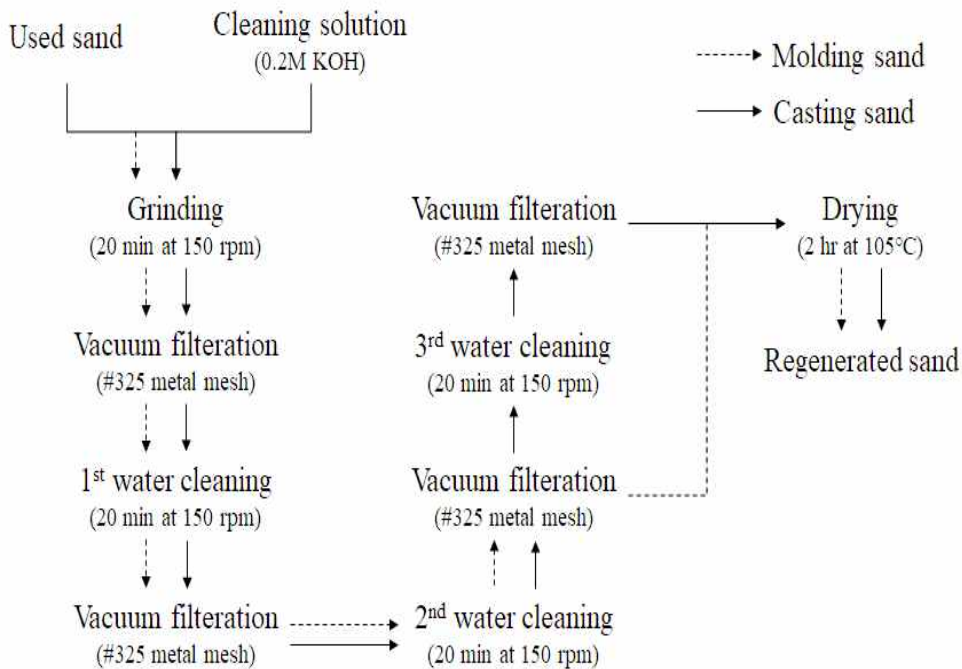 Used sand
Cleaning solution
(0.2M KOH)
Molding sand
Casting sand
Grinding
(20 min at 150 rpm)
Vacuum filteration
(#325 metal mesh)
1st water cleaning
(20 min at 150 rpm)
Vacuum filteration
(#325 metal mesh)
2nd water cleaning
(20 min at 150 rpm)
Vacuum filteration
(#325 metal mesh)
3rd water cleaning
(20 min at 150 rpm)
Vacuum filteration
(#325 metal mesh)
Drying
(2 hr at 105°C)
Regenerated sand